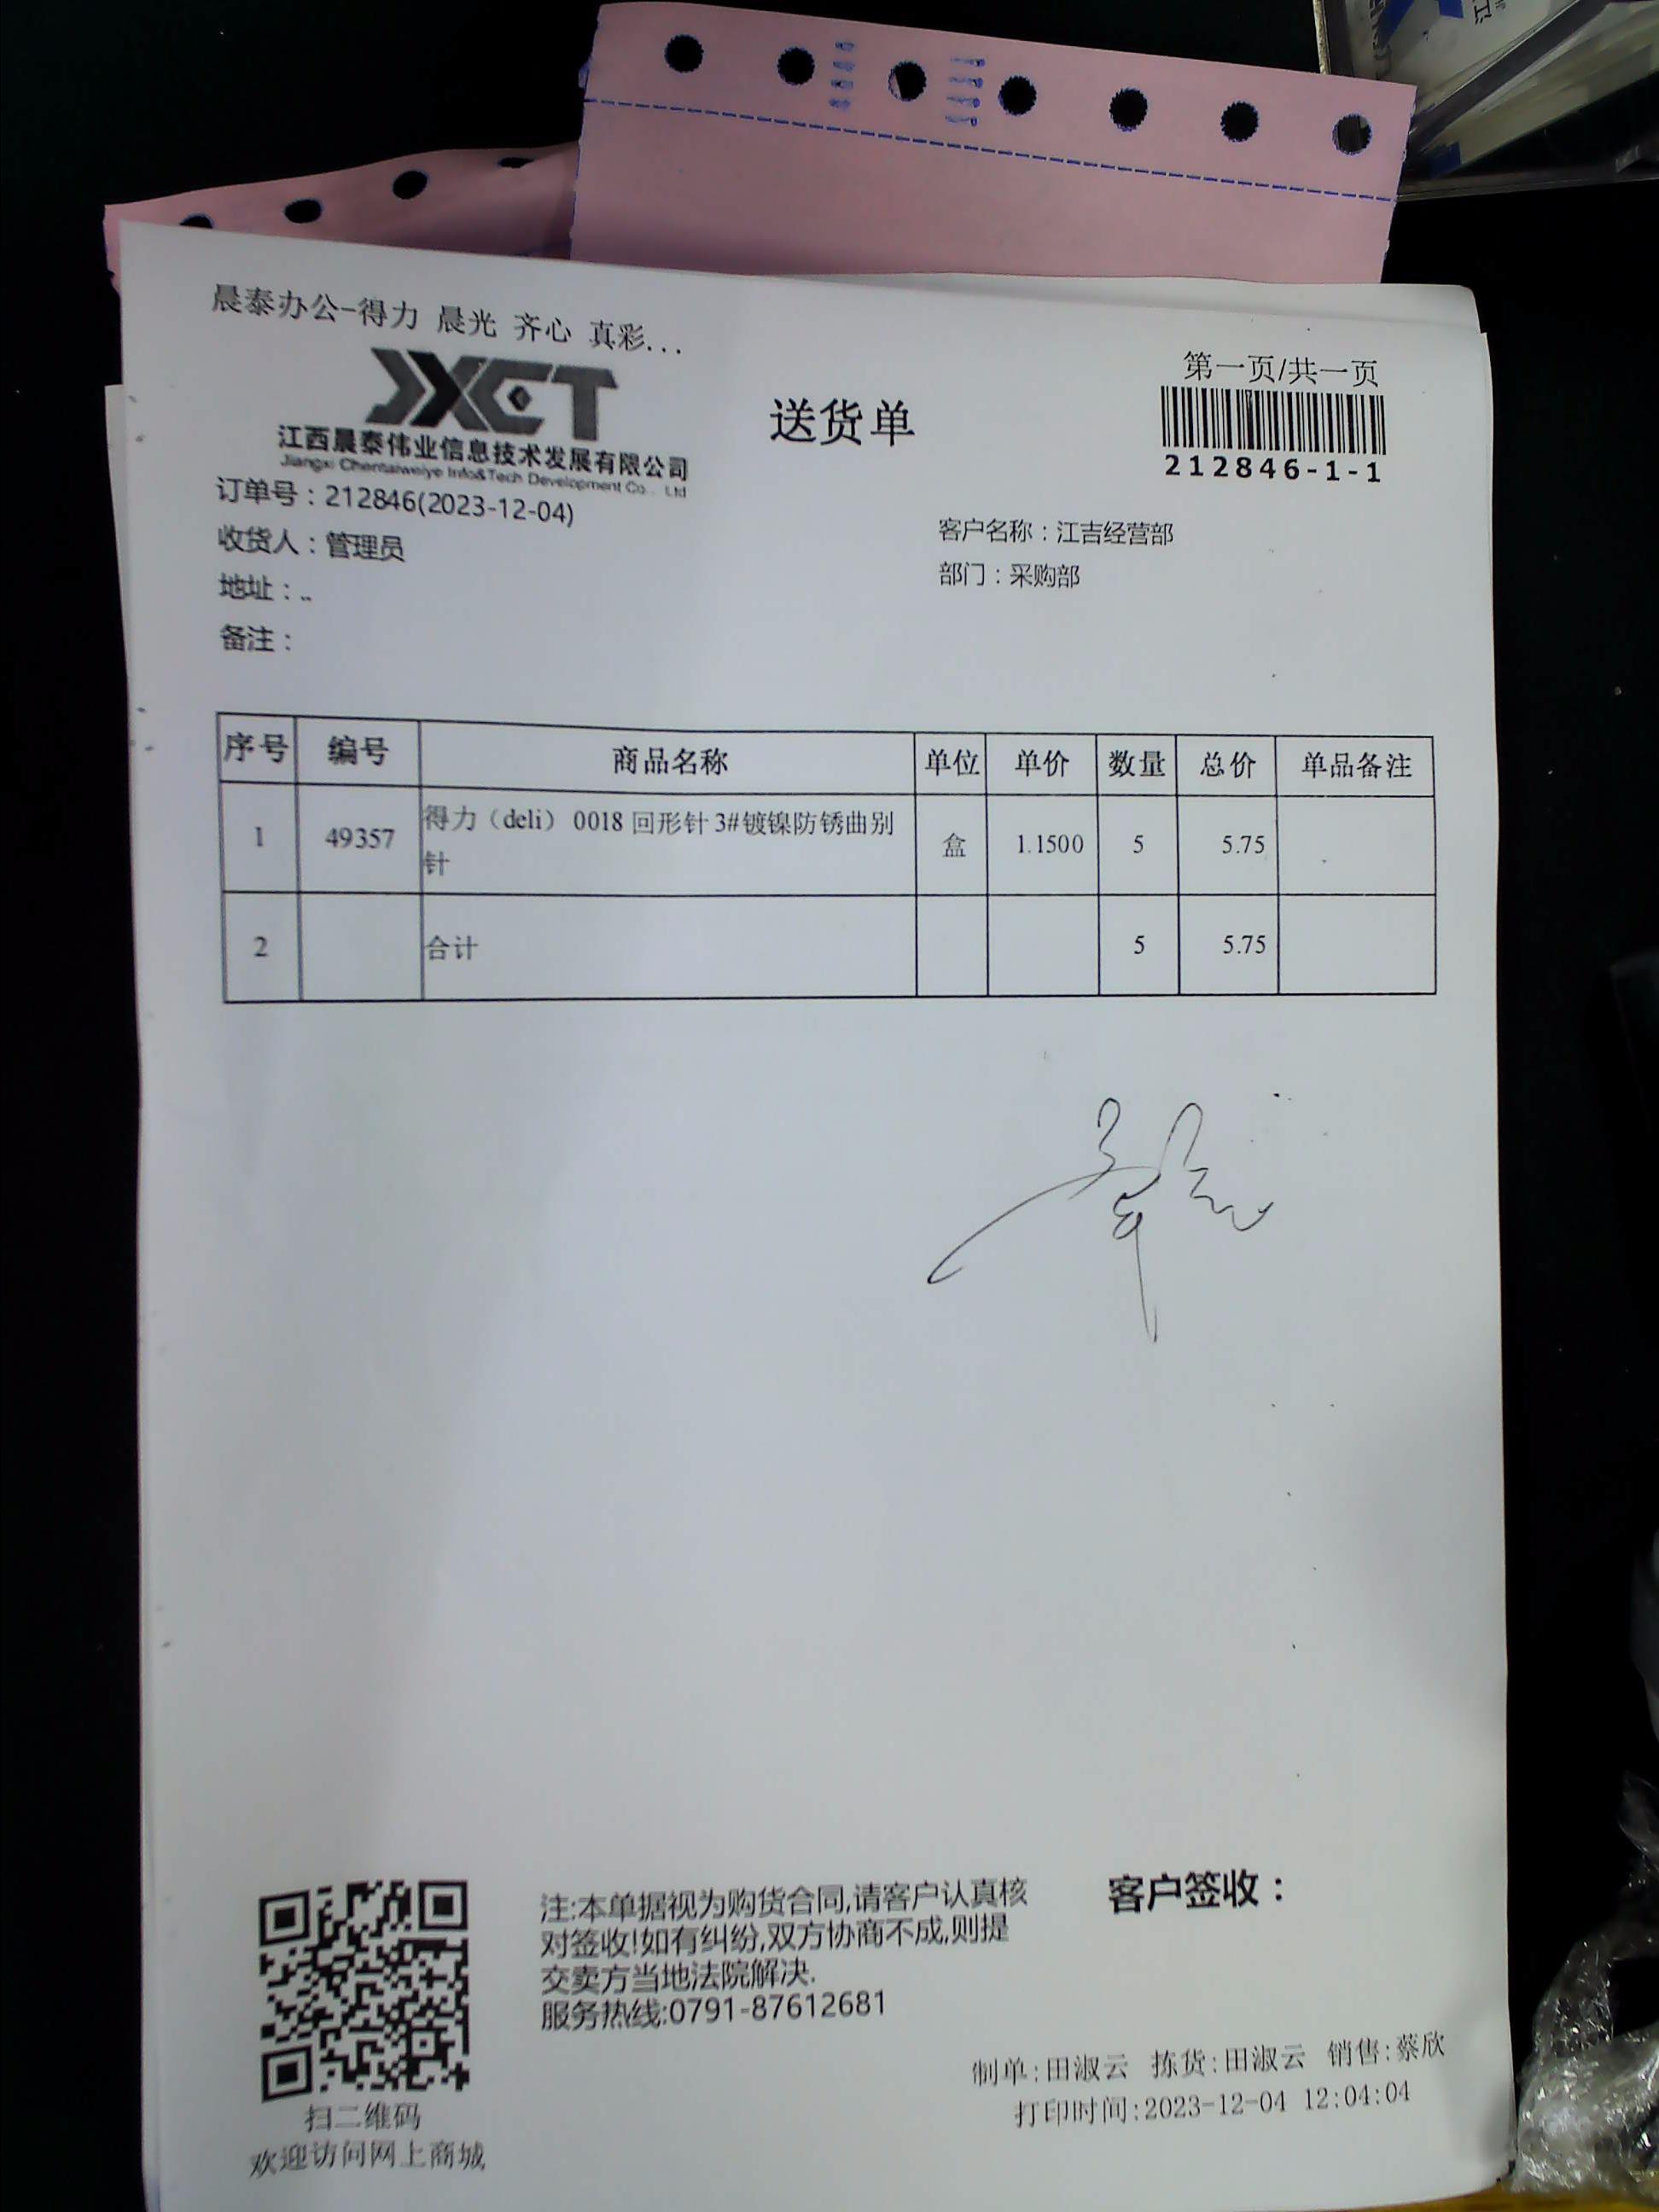 晨泰办公-得力 晨光 齐心 真彩...
JXCT
江西晨泰伟业信息技术发展有限公司
Jiangxi Chentaiweiye Info&Tech Development Co., Ltd
送货单
第一页/共一页
212846-1-1
订单号：212846(2023-12-04)
收货人：管理员
地址：..
备注：
客户名称：江吉经营部
部门：采购部
序号 编号 商品名称 单位 单价 数量 总价 单品备注
1 49357 得力（deli）0018 回形针 3#镀镍防锈曲别 盒 1.1500 5 5.75
针
2 合计 5 5.75
注:本单据视为购货合同,请客户认真核
对签收!如有纠纷,双方协商不成,则提
交卖方当地法院解决.
服务热线:0791-87612681
客户签收：
制单:田淑云 拣货:田淑云 销售:蔡欣
打印时间:2023-12-04 12:04:04
扫二维码
欢迎访问网上商城